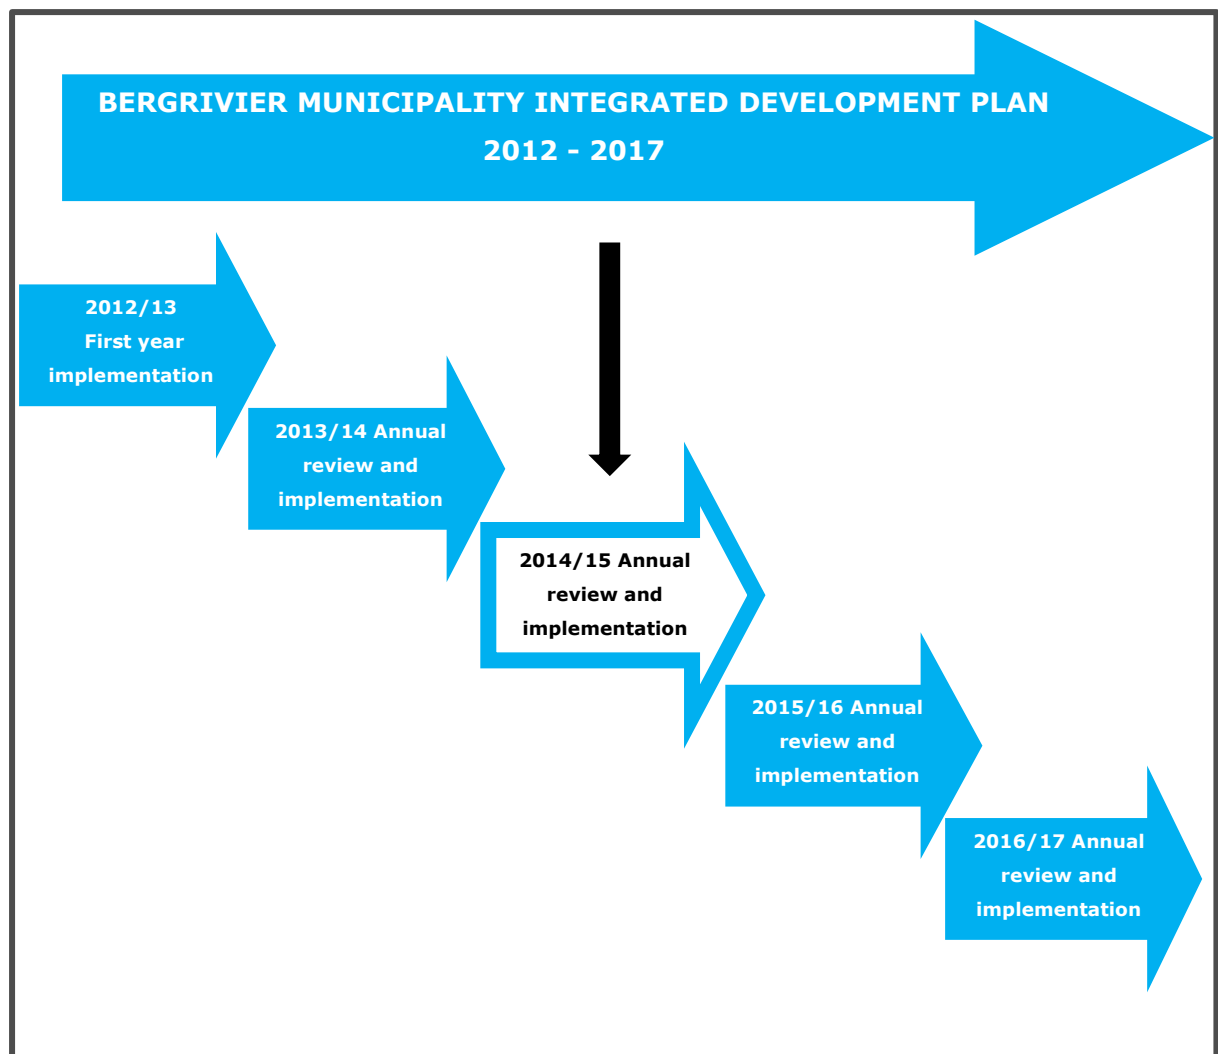 BERGRIVIER MUNICIPALITY INTEGRATED DEVELOPMENT PLAN
2012 - 2017
2012/13
First year
implementation
2013/14 Annual
review and
implementation
2014/15 Annual
review and
implementation
2015/16 Annual
review and
implementation
2016/17 Annual
review and
implementation